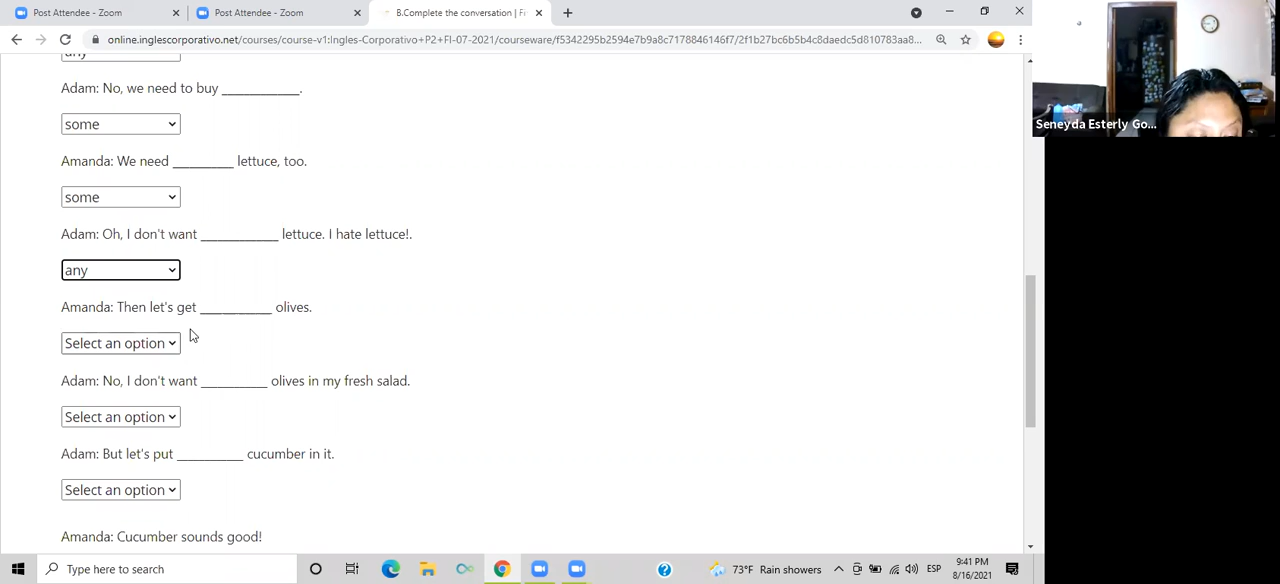 Post Attendee - Zoom
Post Attendee - Zoom
B.Complete the conversation | Fi
online.inglescorporativo.net/courses/course-v1:Ingles-Corporativo+P2+FI-07-2021/courseware/f5342295b2594e7b9a8c7178846146f7/2f1b27bc6b5b4c8daedc5d810783aa8...
any
Adam: No, we need to buy ____________.
some
Amanda: We need _________ lettuce, too.
some
Adam: Oh, I don't want ____________ lettuce. I hate lettuce!.
any
Amanda: Then let's get ___________ olives.
Select an option
Adam: No, I don't want __________ olives in my fresh salad.
Select an option
Adam: But let's put __________ cucumber in it.
Select an option
Amanda: Cucumber sounds good!
Seneyda Esterly Go...
Type here to search
73°F Rain showers
ESP
9:41 PM
8/16/2021